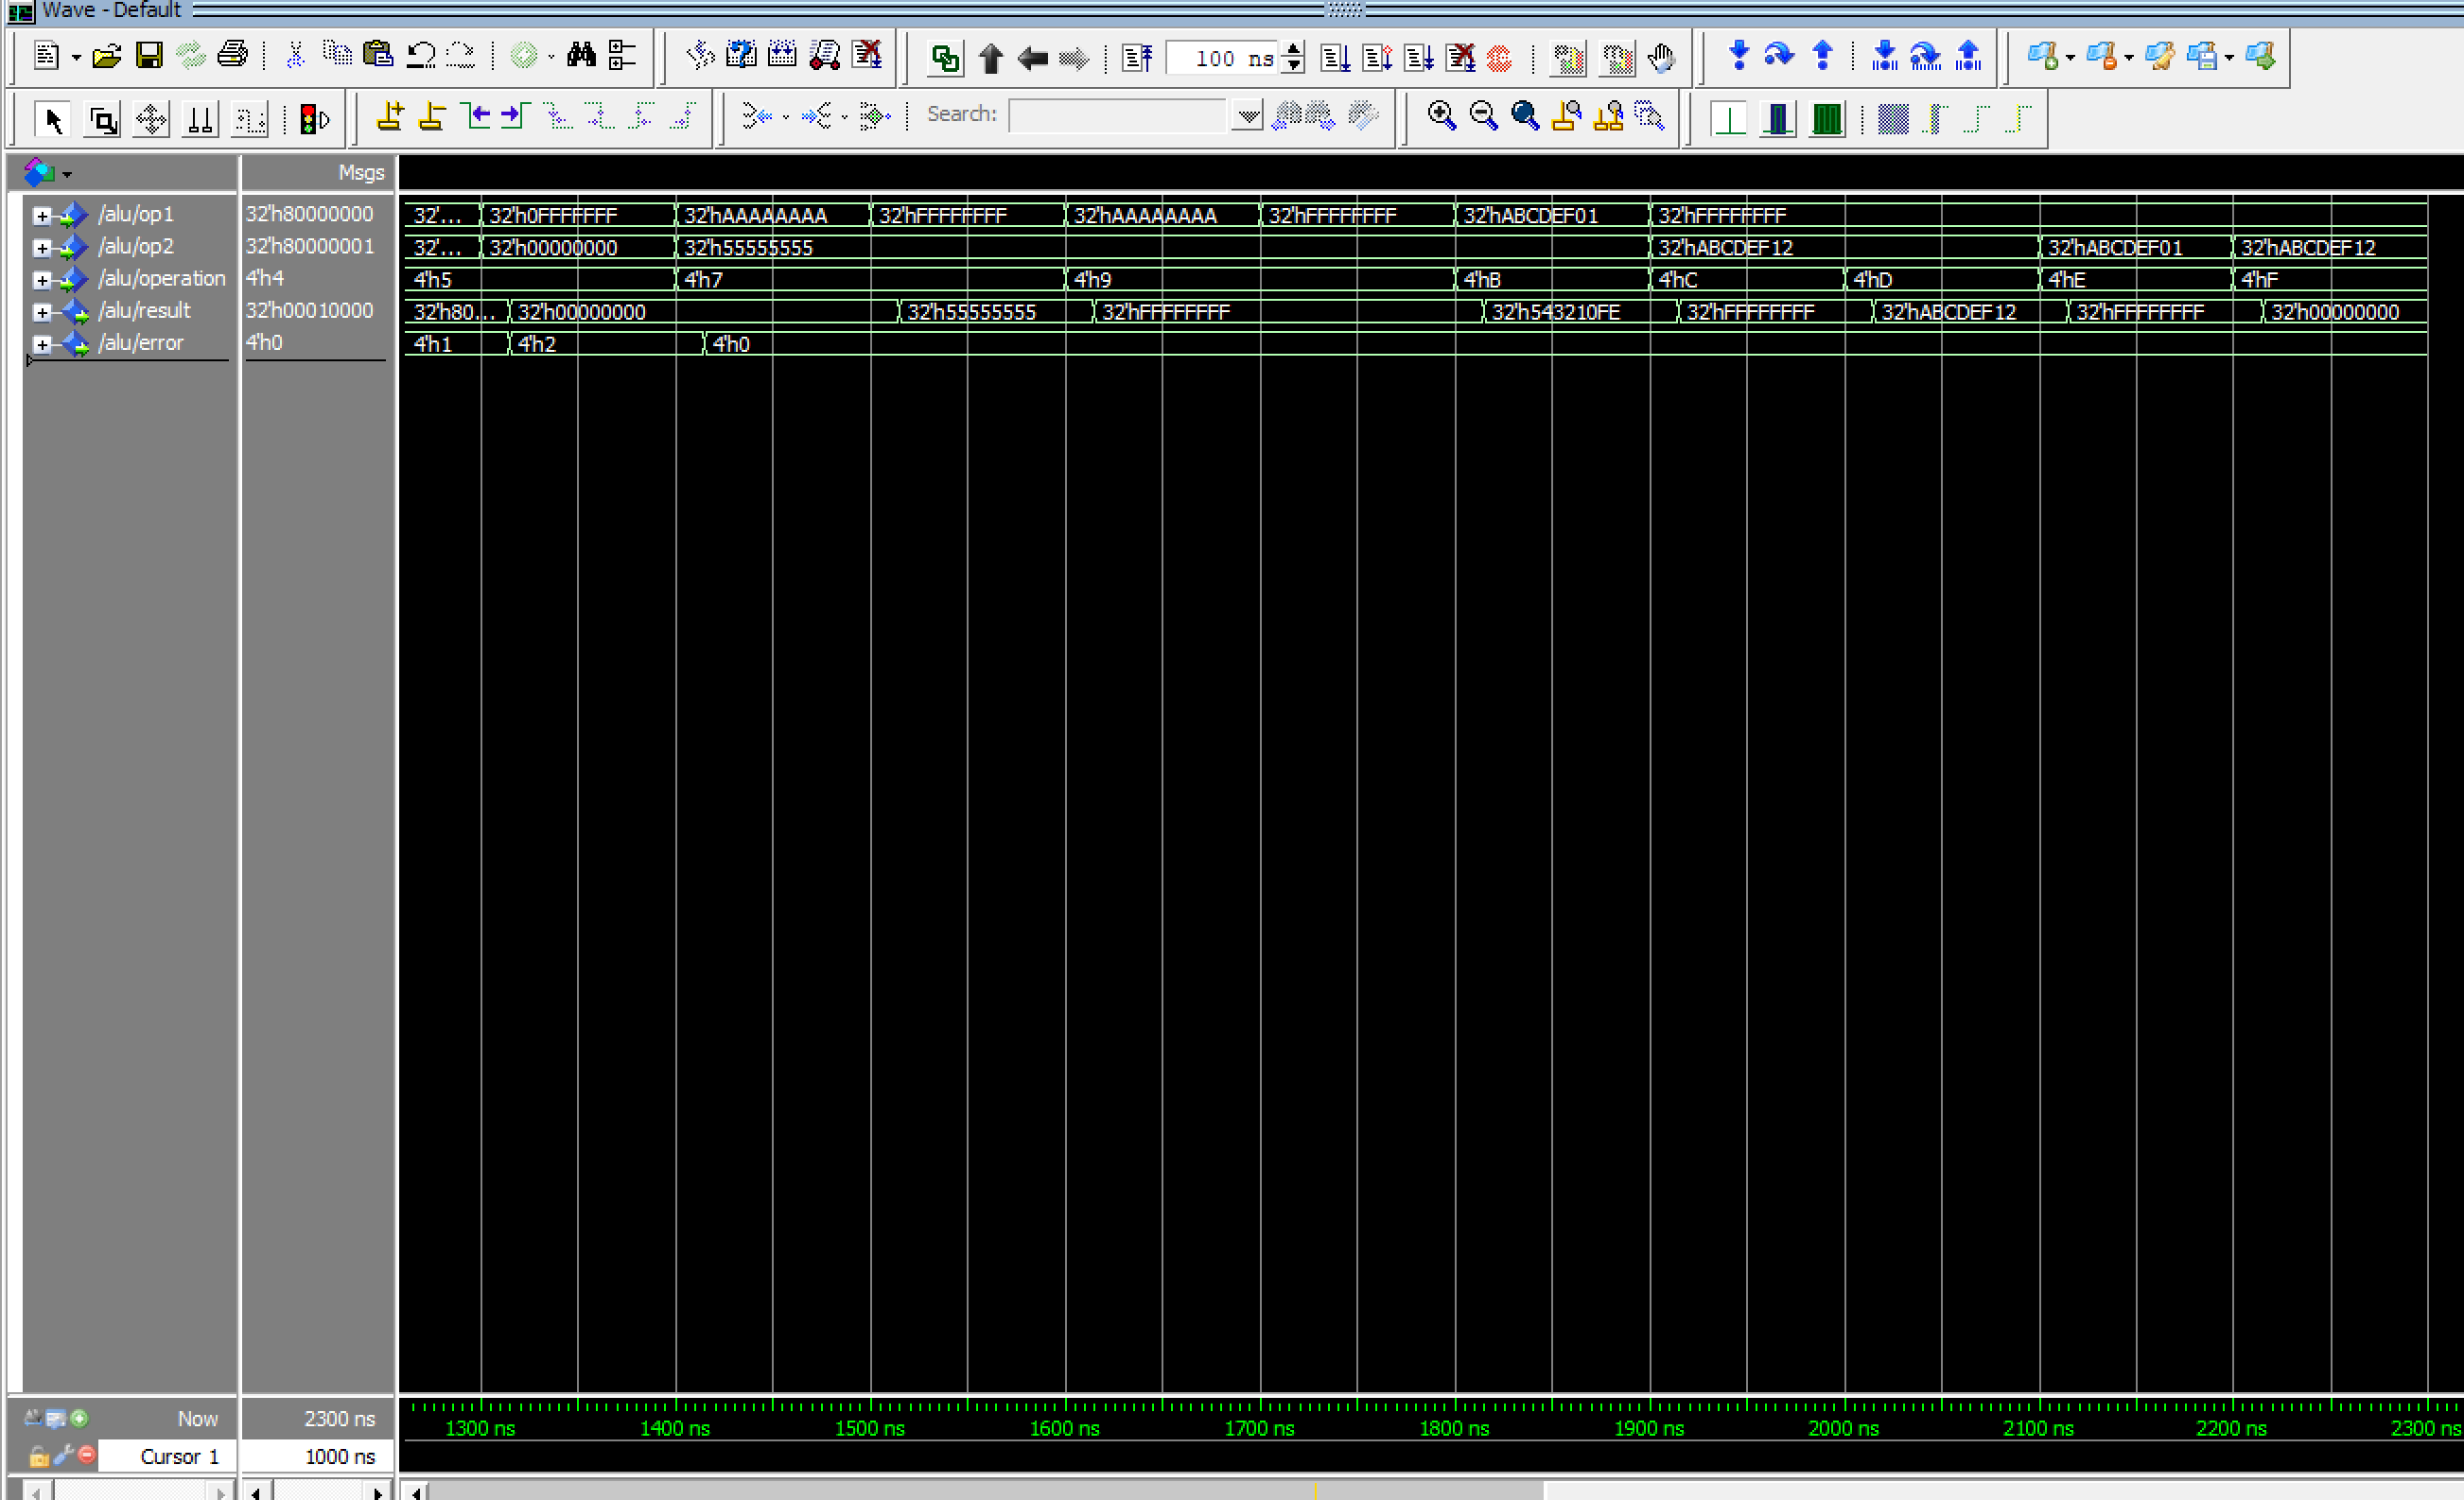 Wave - Default
100 ns
Search:
Msgs
/alu/op1 32'h80000000 32'... 32'h0FFFFFFF 32'hAAAAAAAA 32'hFFFFFFFF 32'hAAAAAAAA 32'hFFFFFFFF 32'hABCDEF01 32'hFFFFFFFF
/alu/op2 32'h80000001 32'... 32'h00000000 32'h55555555 32'hABCDEF12 32'hABCDEF01 32'hABCDEF12
/alu/operation 4'h4 4'h5 4'h7 4'h9 4'hB 4'hC 4'hD 4'hE 4'hF
/alu/result 32'h00010000 32'h80... 32'h00000000 32'h55555555 32'hFFFFFFFF 32'h543210FE 32'hFFFFFFFF 32'hABCDEF12 32'hFFFFFFFF 32'h00000000
/alu/error 4'h0 4'h1 4'h2 4'h0
Now 2300 ns 1300 ns 1400 ns 1500 ns 1600 ns 1700 ns 1800 ns 1900 ns 2000 ns 2100 ns 2200 ns 2300 ns
Cursor 1 1000 ns